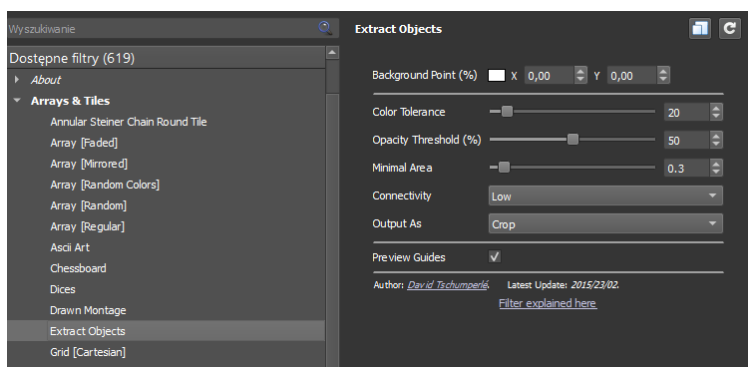 Wyszukiwanie
Dostępne filtry (619)
About
Arrays & Tiles
Annular Steiner Chain Round Tile
Array [Faded]
Array [Mirrored]
Array [Random Colors]
Array [Random]
Array [Regular]
Ascii Art
Chessboard
Dices
Drawn Montage
Extract Objects
Grid [Cartesian]
Extract Objects
Background Point (%) X 0,00 Y 0,00
Color Tolerance 20
Opacity Threshold (%) 50
Minimal Area 0.3
Connectivity Low
Output As Crop
Preview Guides
Author: David Tschumperlé. Latest Update: 2015/23/02.
Filter explained here